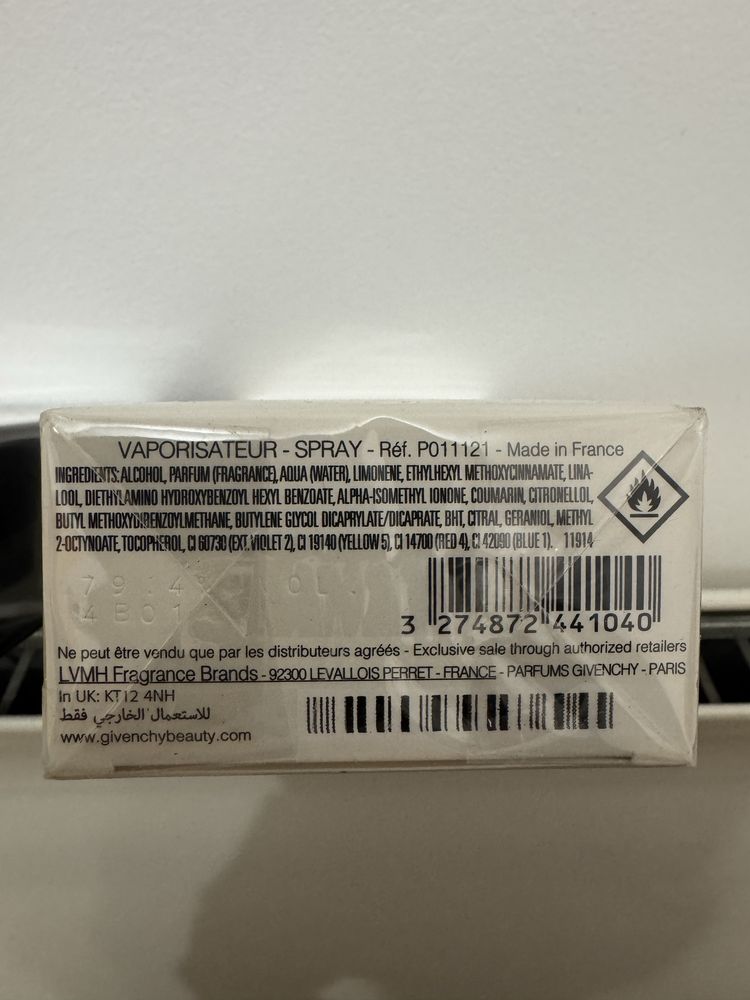 VAPORISATEUR - SPRAY - Réf. P011121 - Made in France
INGREDIENTS: ALCOHOL, PARFUM (FRAGRANCE), AQUA (WATER), LIMONENE, ETHYLHEXYL METHOXYCINNAMATE, LINA-
LOOL, DIETHYLAMINO HYDROXYBENZOYL HEXYL BENZOATE, ALPHA-ISOMETHYL IONONE, COUMARIN, CITRONELLOL,
BUTYL METHOXYDIBENZOYLMETHANE, BUTYLENE GLYCOL DICAPRYLATE/DICAPRATE, BHT, CITRAL, GERANIOL, METHYL
2-OCTYNOATE, TOCOPHEROL, CI 60730 (EXT. VIOLET 2), CI 19140 (YELLOW 5), CI 14700 (RED 4), CI 42090 (BLUE 1). 11914
4B01
3 274872 441040
Ne peut être vendu que par les distributeurs agréés - Exclusive sale through authorized retailers
LVMH Fragrance Brands - 92300 LEVALLOIS PERRET - FRANCE - PARFUMS GIVENCHY - PARIS
In UK: KT12 4NH
للاستعمال الخارجي فقط
www.givenchybeauty.com